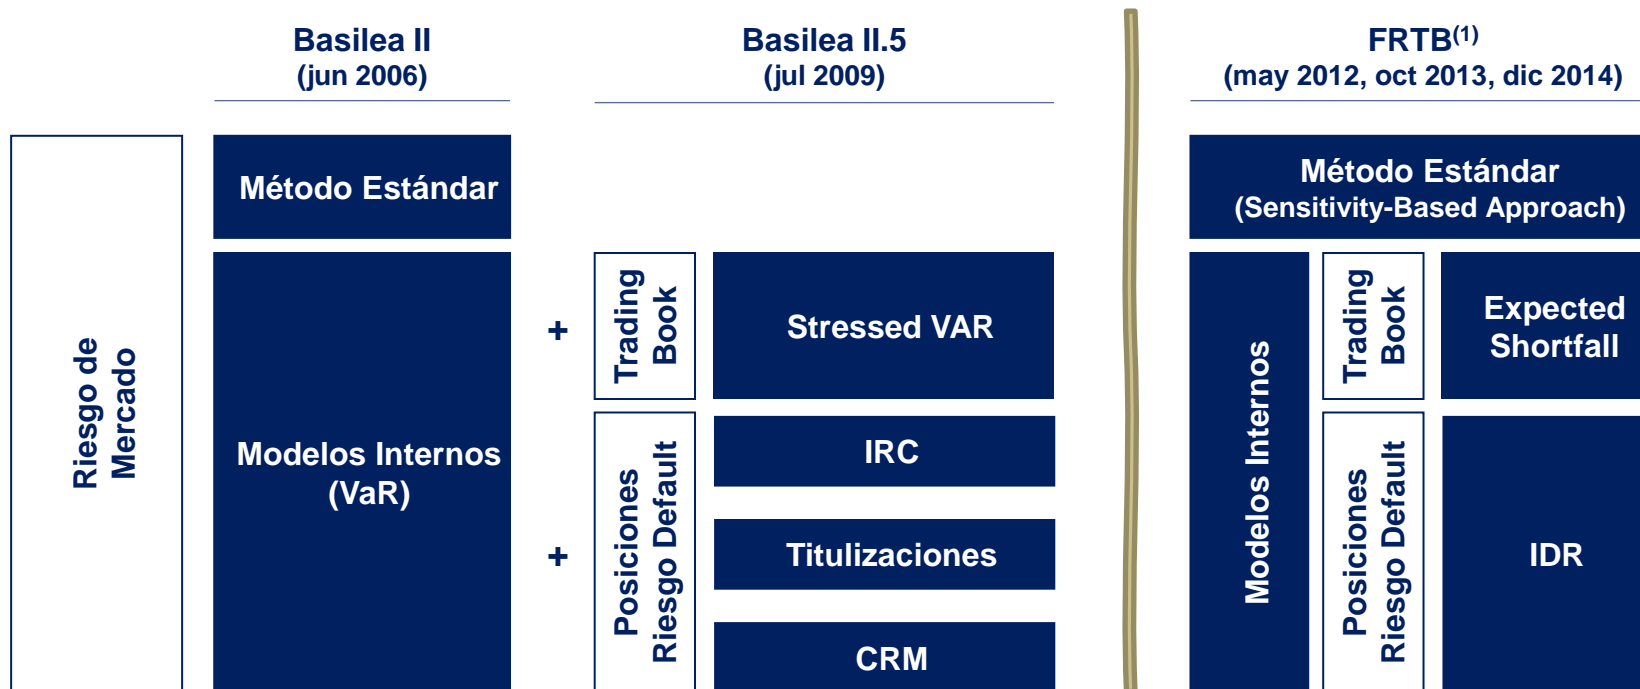 Basilea II
(jun 2006)
Basilea II.5
(jul 2009)
FRTB(1)
(may 2012, oct 2013, dic 2014)
Riesgo de
Mercado
Método Estándar
Modelos Internos
(VaR)
+
Trading
Book
Stressed VAR
+
Posiciones
Riesgo Default
IRC
Titulizaciones
CRM
Método Estándar
(Sensitivity-Based Approach)
Modelos Internos
Trading
Book
Expected
Shortfall
Posiciones
Riesgo Default
IDR